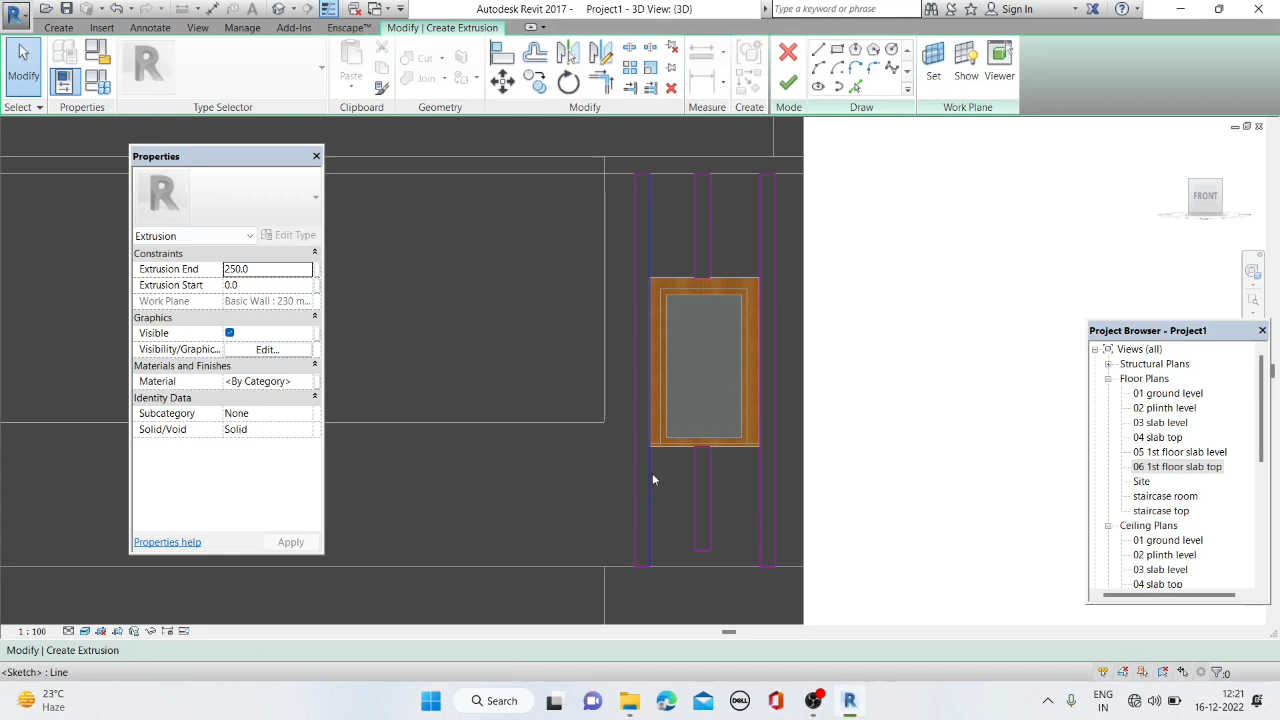 Autodesk Revit 2017 - Project1 - 3D View: {3D}
Type a keyword or phrase
Sign In
Create Insert Annotate View Manage Add-Ins Enscape™ Modify | Create Extrusion
Modify
Paste
Cut
Join
Set Show Viewer
Select Properties Type Selector Clipboard Geometry Modify Measure Create Mode Draw Work Plane
Properties
Extrusion
Edit Type
Constraints
Extrusion End 250.0
Extrusion Start 0.0
Work Plane Basic Wall : 230 m...
Graphics
Visible
Visibility/Graphic... Edit...
Materials and Finishes
Material <By Category>
Identity Data
Subcategory None
Solid/Void Solid
Properties help
Apply
FRONT
Project Browser - Project1
Views (all)
Structural Plans
Floor Plans
01 ground level
02 plinth level
03 slab level
04 slab top
05 1st floor slab level
06 1st floor slab top
Site
staircase room
staircase top
Ceiling Plans
01 ground level
02 plinth level
03 slab level
04 slab top
1 : 100
Modify | Create Extrusion
<Sketch> : Line
:0
23°C
Haze
Search
DELL
ENG
IN
12:21
16-12-2022